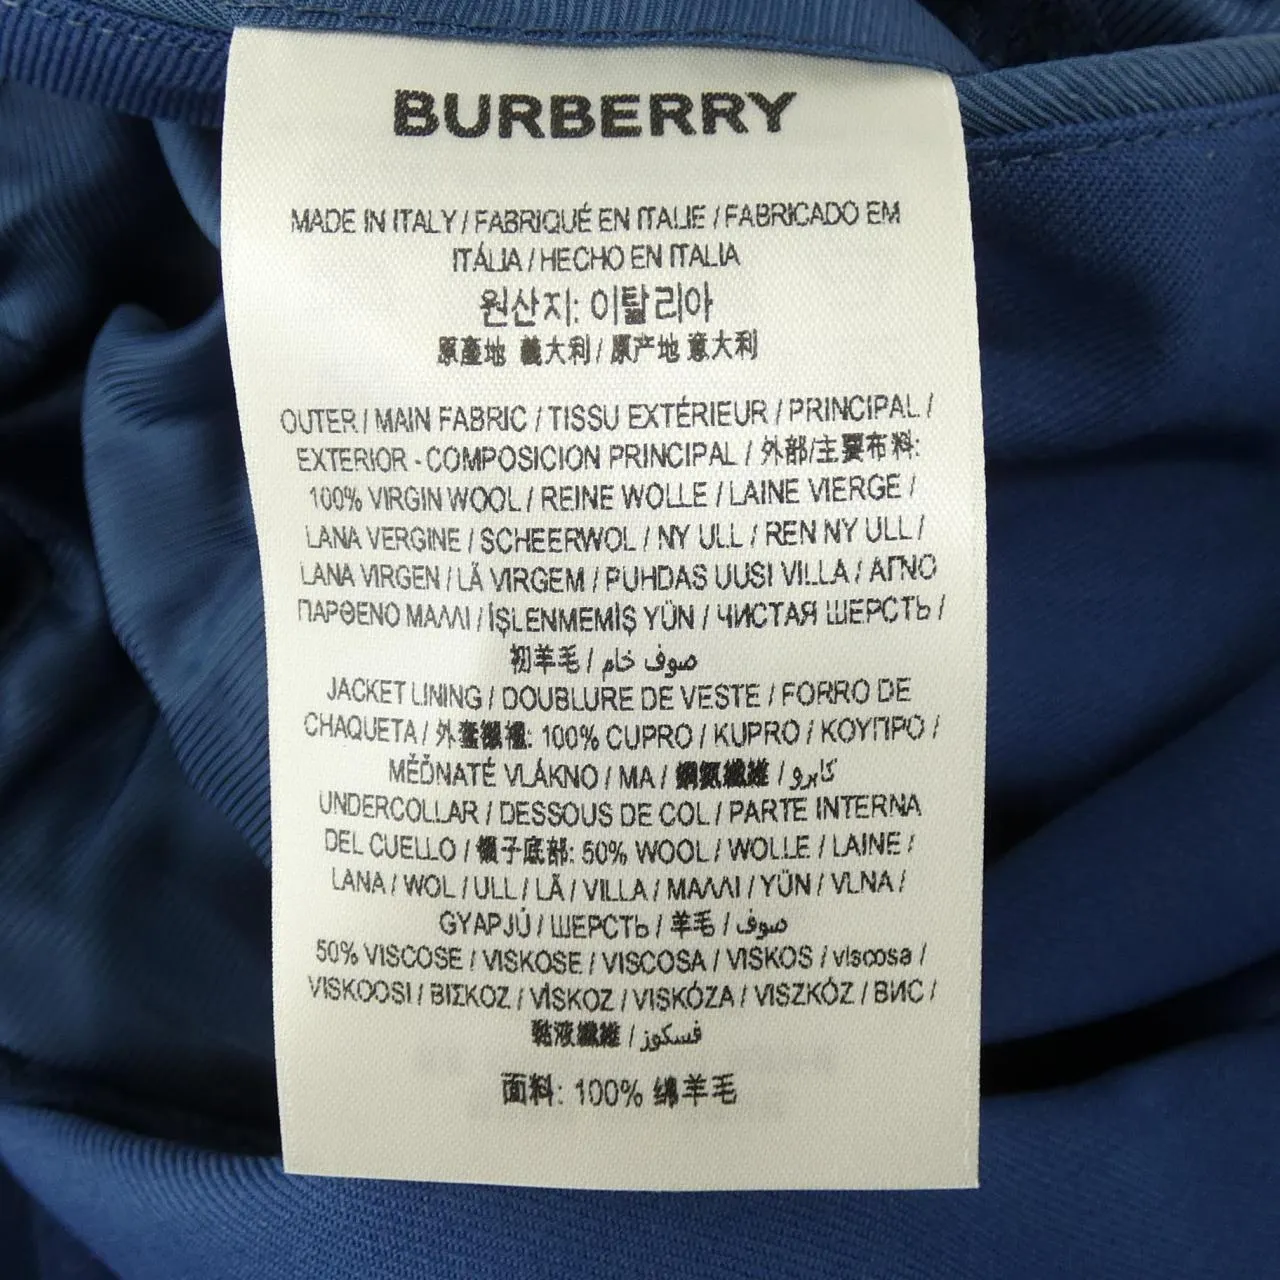 BURBERRY
MADE IN ITALY / FABRIQUÉ EN ITALIE / FABRICADO EM
ITÁLIA / HECHO EN ITALIA
원산지: 이탈리아
原產地 義大利 / 原产地 意大利
OUTER / MAIN FABRIC / TISSU EXTÉRIEUR / PRINCIPAL /
EXTERIOR - COMPOSICION PRINCIPAL / 外部/主要布料:
100% VIRGIN WOOL / REINE WOLLE / LAINE VIERGE /
LANA VERGINE / SCHEERWOL / NY ULL / REN NY ULL /
LANA VIRGEN / LÃ VIRGEM / PUHDAS UUSI VILLA / ΑΓΝΟ
ΠΑΡΘΕΝΟ ΜΑΛΛΙ / İŞLENMEMİŞ YÜN / ЧИСТАЯ ШЕРСТЬ /
初羊毛 / صوف خام
JACKET LINING / DOUBLURE DE VESTE / FORRO DE
CHAQUETA / 外套襯裡: 100% CUPRO / KUPRO / ΚΟΥΠΡΟ /
MĚĎNATÉ VLÁKNO / MA / 銅氨纖維 / كابرو
UNDERCOLLAR / DESSOUS DE COL / PARTE INTERNA
DEL CUELLO / 領子底部: 50% WOOL / WOLLE / LAINE /
LANA / WOL / ULL / LÃ / VILLA / ΜΑΛΛΙ / YÜN / VLNA /
GYAPJÚ / ШЕРСТЬ / 羊毛 / صوف
50% VISCOSE / VISKOSE / VISCOSA / VISKOS / viscosa /
VISKOOSI / ΒΙΣΚΟΖ / VİSKOZ / VISKÓZA / VISZKÓZ / ВИС /
黏液纖維 / فسكوز
面料: 100% 绵羊毛